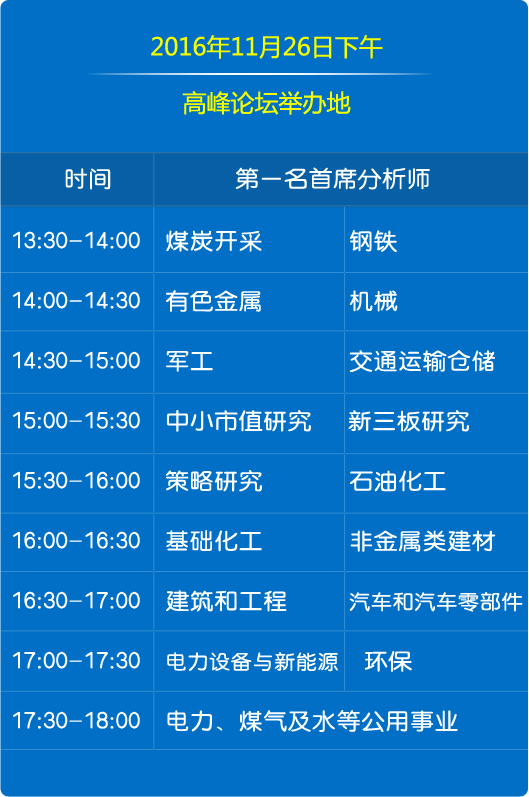 2016年11月26日下午
高峰论坛举办地
时间 第一名首席分析师
13:30-14:00 煤炭开采 钢铁
14:00-14:30 有色金属 机械
14:30-15:00 军工 交通运输仓储
15:00-15:30 中小市值研究 新三板研究
15:30-16:00 策略研究 石油化工
16:00-16:30 基础化工 非金属类建材
16:30-17:00 建筑和工程 汽车和汽车零部件
17:00-17:30 电力设备与新能源 环保
17:30-18:00 电力、煤气及水等公用事业